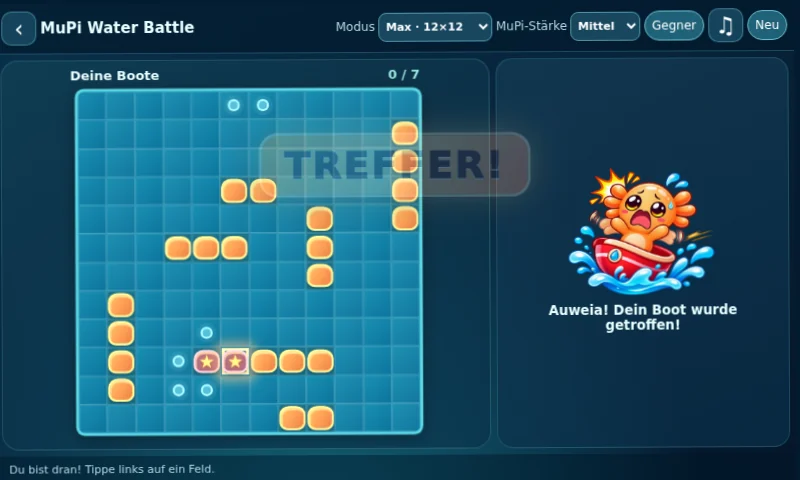 MuPi Water Battle
Modus
Max · 12×12
MuPi-Stärke
Mittel
Gegner
Neu
Deine Boote
0 / 7
TREFFER!
Auweia! Dein Boot wurde
getroffen!
Du bist dran! Tippe links auf ein Feld.